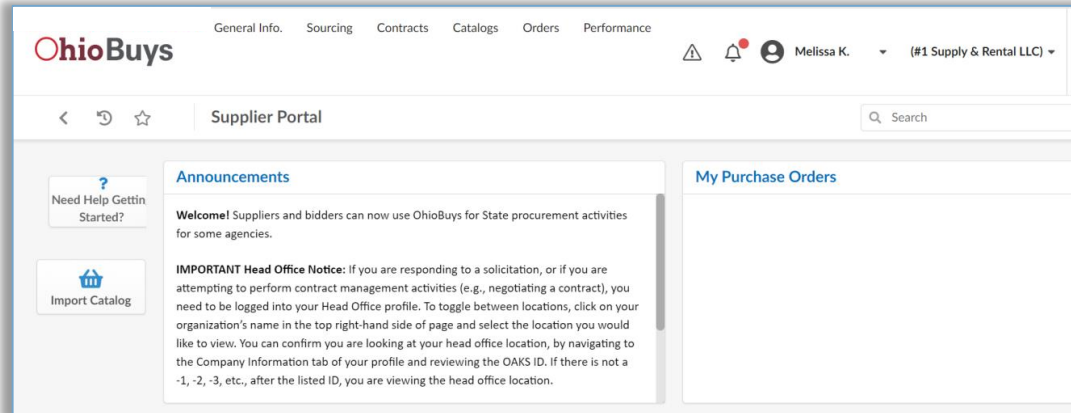 General Info. Sourcing Contracts Catalogs Orders Performance
OhioBuys
Melissa K. (#1 Supply & Rental LLC)
Supplier Portal
Search
?
Need Help Gettin
Started?
Import Catalog
Announcements
Welcome! Suppliers and bidders can now use OhioBuys for State procurement activities
for some agencies.
IMPORTANT Head Office Notice: If you are responding to a solicitation, or if you are
attempting to perform contract management activities (e.g., negotiating a contract), you
need to be logged into your Head Office profile. To toggle between locations, click on your
organization's name in the top right-hand side of page and select the location you would
like to view. You can confirm you are looking at your head office location, by navigating to
the Company Information tab of your profile and reviewing the OAKS ID. If there is not a
-1, -2, -3, etc., after the listed ID, you are viewing the head office location.
My Purchase Orders